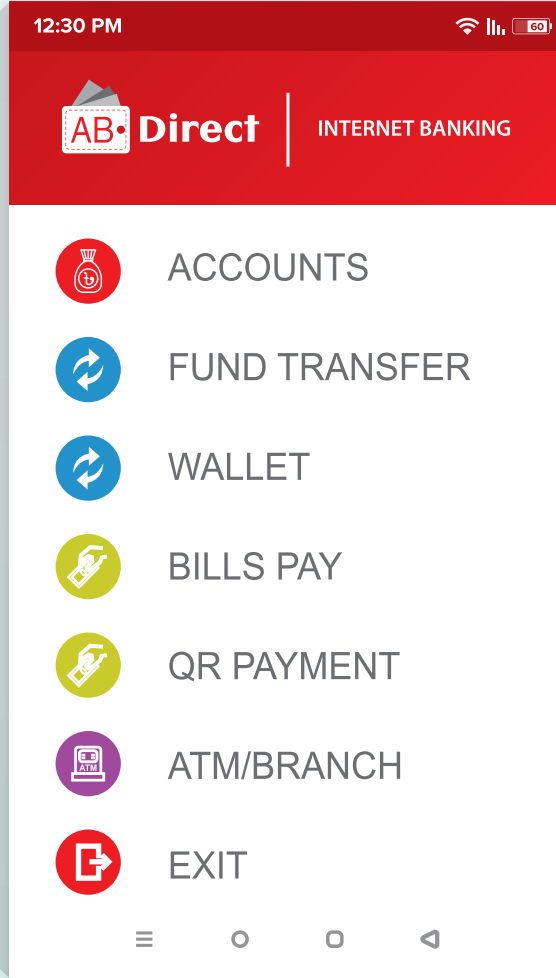 12:30 PM
60
AB Direct
INTERNET BANKING
৳
ACCOUNTS
FUND TRANSFER
WALLET
BILLS PAY
QR PAYMENT
ATM
ATM/BRANCH
EXIT